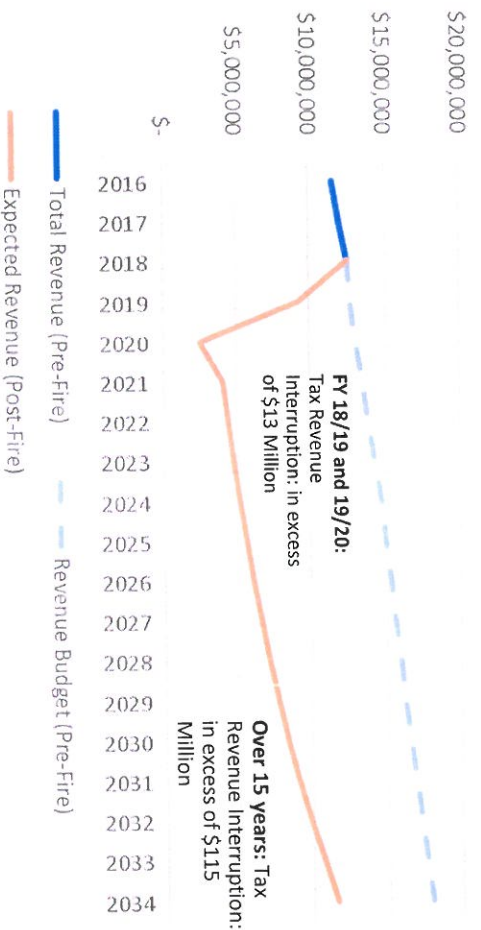 $20,000,000
$15,000,000
$10,000,000
$5,000,000
$-
FY 18/19 and 19/20:
Tax Revenue
Interruption: in excess
of $13 Million
Over 15 years: Tax
Revenue Interruption:
in excess of $115
Million
2016 2017 2018 2019 2020 2021 2022 2023 2024 2025 2026 2027 2028 2029 2030 2031 2032 2033 2034
Total Revenue (Pre-Fire) Revenue Budget (Pre-Fire)
Expected Revenue (Post-Fire)